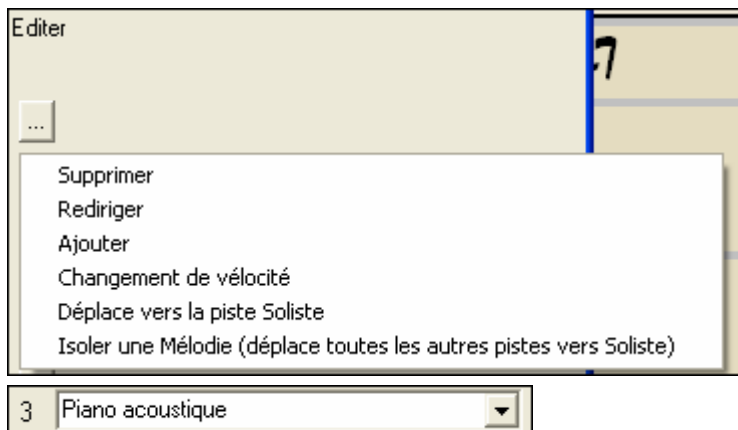 Editer
...
Supprimer
Rediriger
Ajouter
Changement de vélocité
Déplace vers la piste Soliste
Isoler une Mélodie (déplace toutes les autres pistes vers Soliste)
3 Piano acoustique